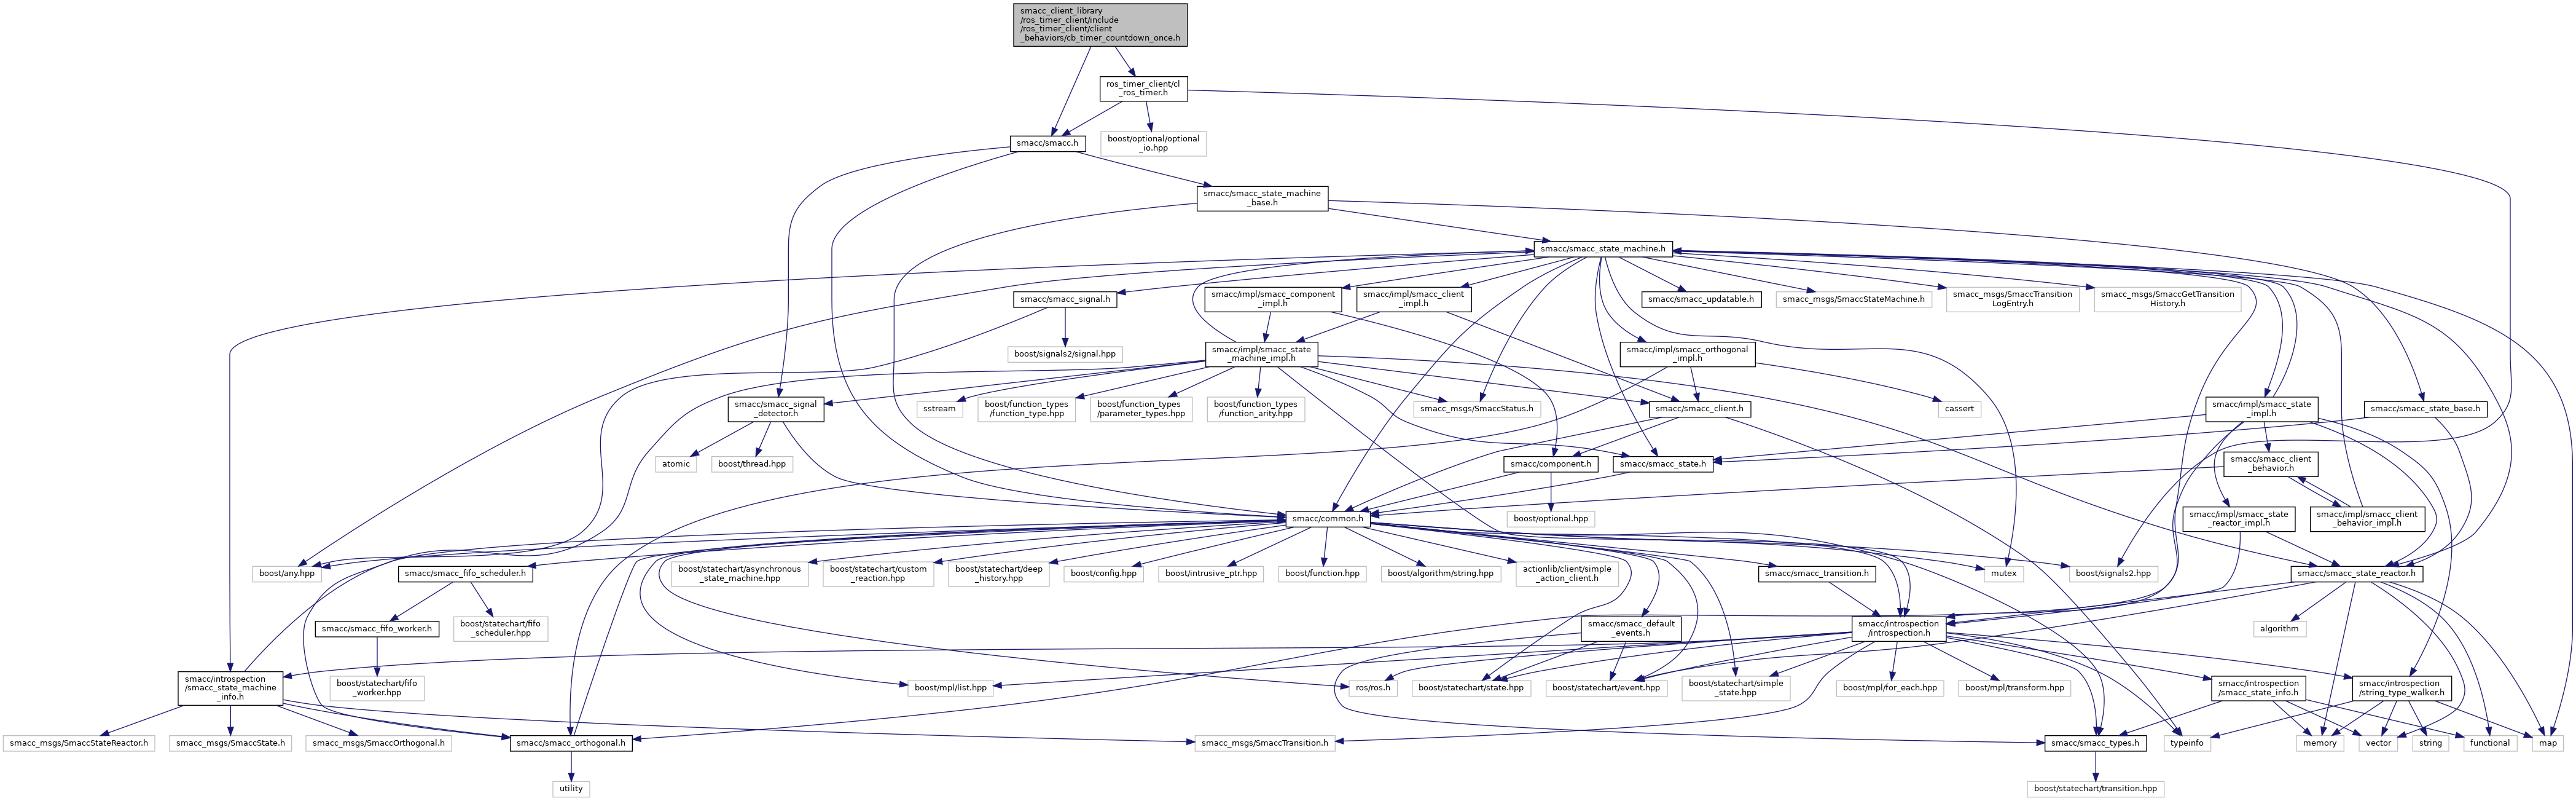 smacc_client_library
/ros_timer_client/include
/ros_timer_client/client
_behaviors/cb_timer_countdown_once.h
ros_timer_client/cl
_ros_timer.h
smacc/smacc.h
boost/optional/optional
_io.hpp
smacc/smacc_state_machine
_base.h
smacc/smacc_state_machine.h
smacc/smacc_signal.h
smacc/impl/smacc_component
_impl.h
smacc/impl/smacc_client
_impl.h
smacc/smacc_updatable.h
smacc_msgs/SmaccStateMachine.h
smacc_msgs/SmaccTransition
LogEntry.h
smacc_msgs/SmaccGetTransition
History.h
boost/signals2/signal.hpp
smacc/impl/smacc_state
_machine_impl.h
smacc/impl/smacc_orthogonal
_impl.h
smacc/smacc_signal
_detector.h
sstream
boost/function_types
/function_type.hpp
boost/function_types
/parameter_types.hpp
boost/function_types
/function_arity.hpp
smacc_msgs/SmaccStatus.h
smacc/smacc_client.h
cassert
smacc/impl/smacc_state
_impl.h
smacc/smacc_state_base.h
atomic
boost/thread.hpp
smacc/component.h
smacc/smacc_state.h
smacc/smacc_client
_behavior.h
smacc/common.h
boost/optional.hpp
smacc/impl/smacc_state
_reactor_impl.h
smacc/impl/smacc_client
_behavior_impl.h
boost/any.hpp
smacc/smacc_fifo_scheduler.h
boost/statechart/asynchronous
_state_machine.hpp
boost/statechart/custom
_reaction.hpp
boost/statechart/deep
_history.hpp
boost/config.hpp
boost/intrusive_ptr.hpp
boost/function.hpp
boost/algorithm/string.hpp
actionlib/client/simple
_action_client.h
smacc/smacc_transition.h
mutex
boost/signals2.hpp
smacc/smacc_state_reactor.h
smacc/smacc_fifo_worker.h
boost/statechart/fifo
_scheduler.hpp
smacc/smacc_default
_events.h
smacc/introspection
/introspection.h
algorithm
smacc/introspection
/smacc_state_machine
_info.h
boost/statechart/fifo
_worker.hpp
boost/mpl/list.hpp
ros/ros.h
boost/statechart/state.hpp
boost/statechart/event.hpp
boost/statechart/simple
_state.hpp
boost/mpl/for_each.hpp
boost/mpl/transform.hpp
smacc/introspection
/smacc_state_info.h
smacc/introspection
/string_type_walker.h
smacc_msgs/SmaccStateReactor.h
smacc_msgs/SmaccState.h
smacc_msgs/SmaccOrthogonal.h
smacc/smacc_orthogonal.h
smacc_msgs/SmaccTransition.h
smacc/smacc_types.h
typeinfo
memory
vector
string
functional
map
utility
boost/statechart/transition.hpp